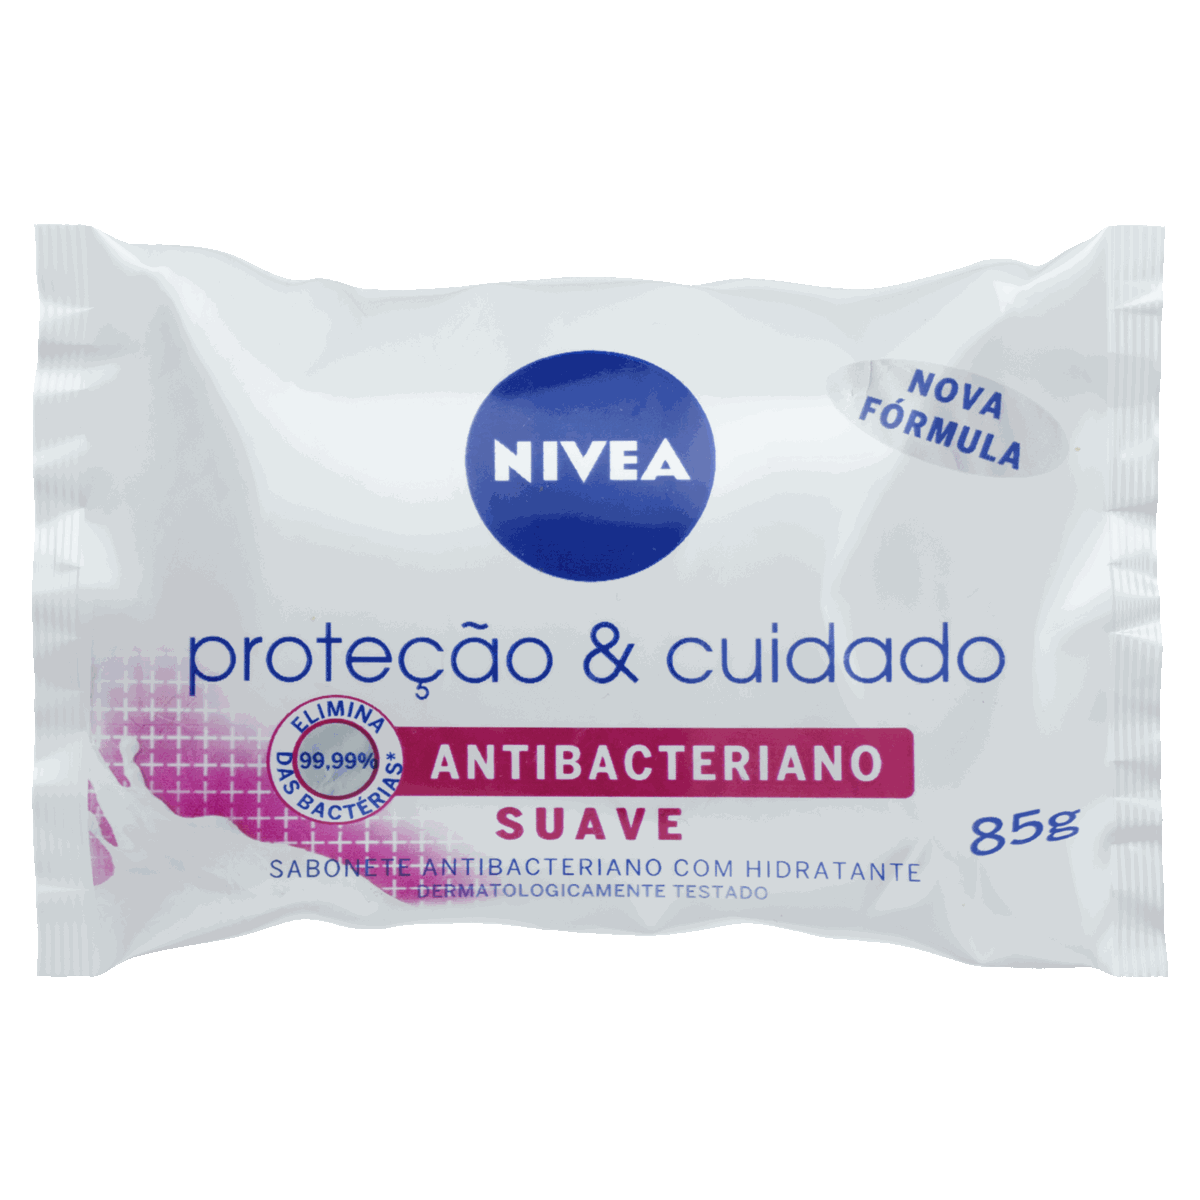 NIVEA
NOVA
FÓRMULA
proteção & cuidado
ELIMINA
99,99%
DAS BACTÉRIAS*
ANTIBACTERIANO
SUAVE
85g
SABONETE ANTIBACTERIANO COM HIDRATANTE
DERMATOLOGICAMENTE TESTADO